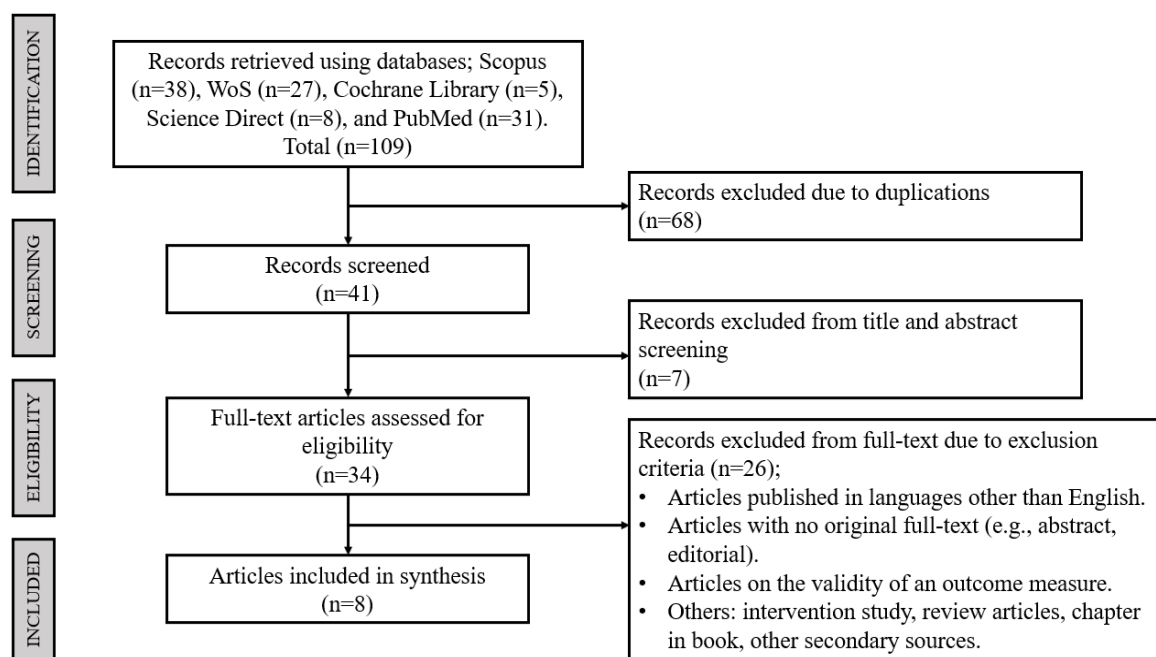 IDENTIFICATION
Records retrieved using databases; Scopus
(n=38), WoS (n=27), Cochrane Library (n=5),
Science Direct (n=8), and PubMed (n=31).
Total (n=109)
Records excluded due to duplications
(n=68)
SCREENING
Records screened
(n=41)
Records excluded from title and abstract
screening
(n=7)
ELIGIBILITY
Full-text articles assessed for
eligibility
(n=34)
Records excluded from full-text due to exclusion
criteria (n=26);
• Articles published in languages other than English.
• Articles with no original full-text (e.g., abstract,
editorial).
• Articles on the validity of an outcome measure.
• Others: intervention study, review articles, chapter
in book, other secondary sources.
INCLUDED
Articles included in synthesis
(n=8)